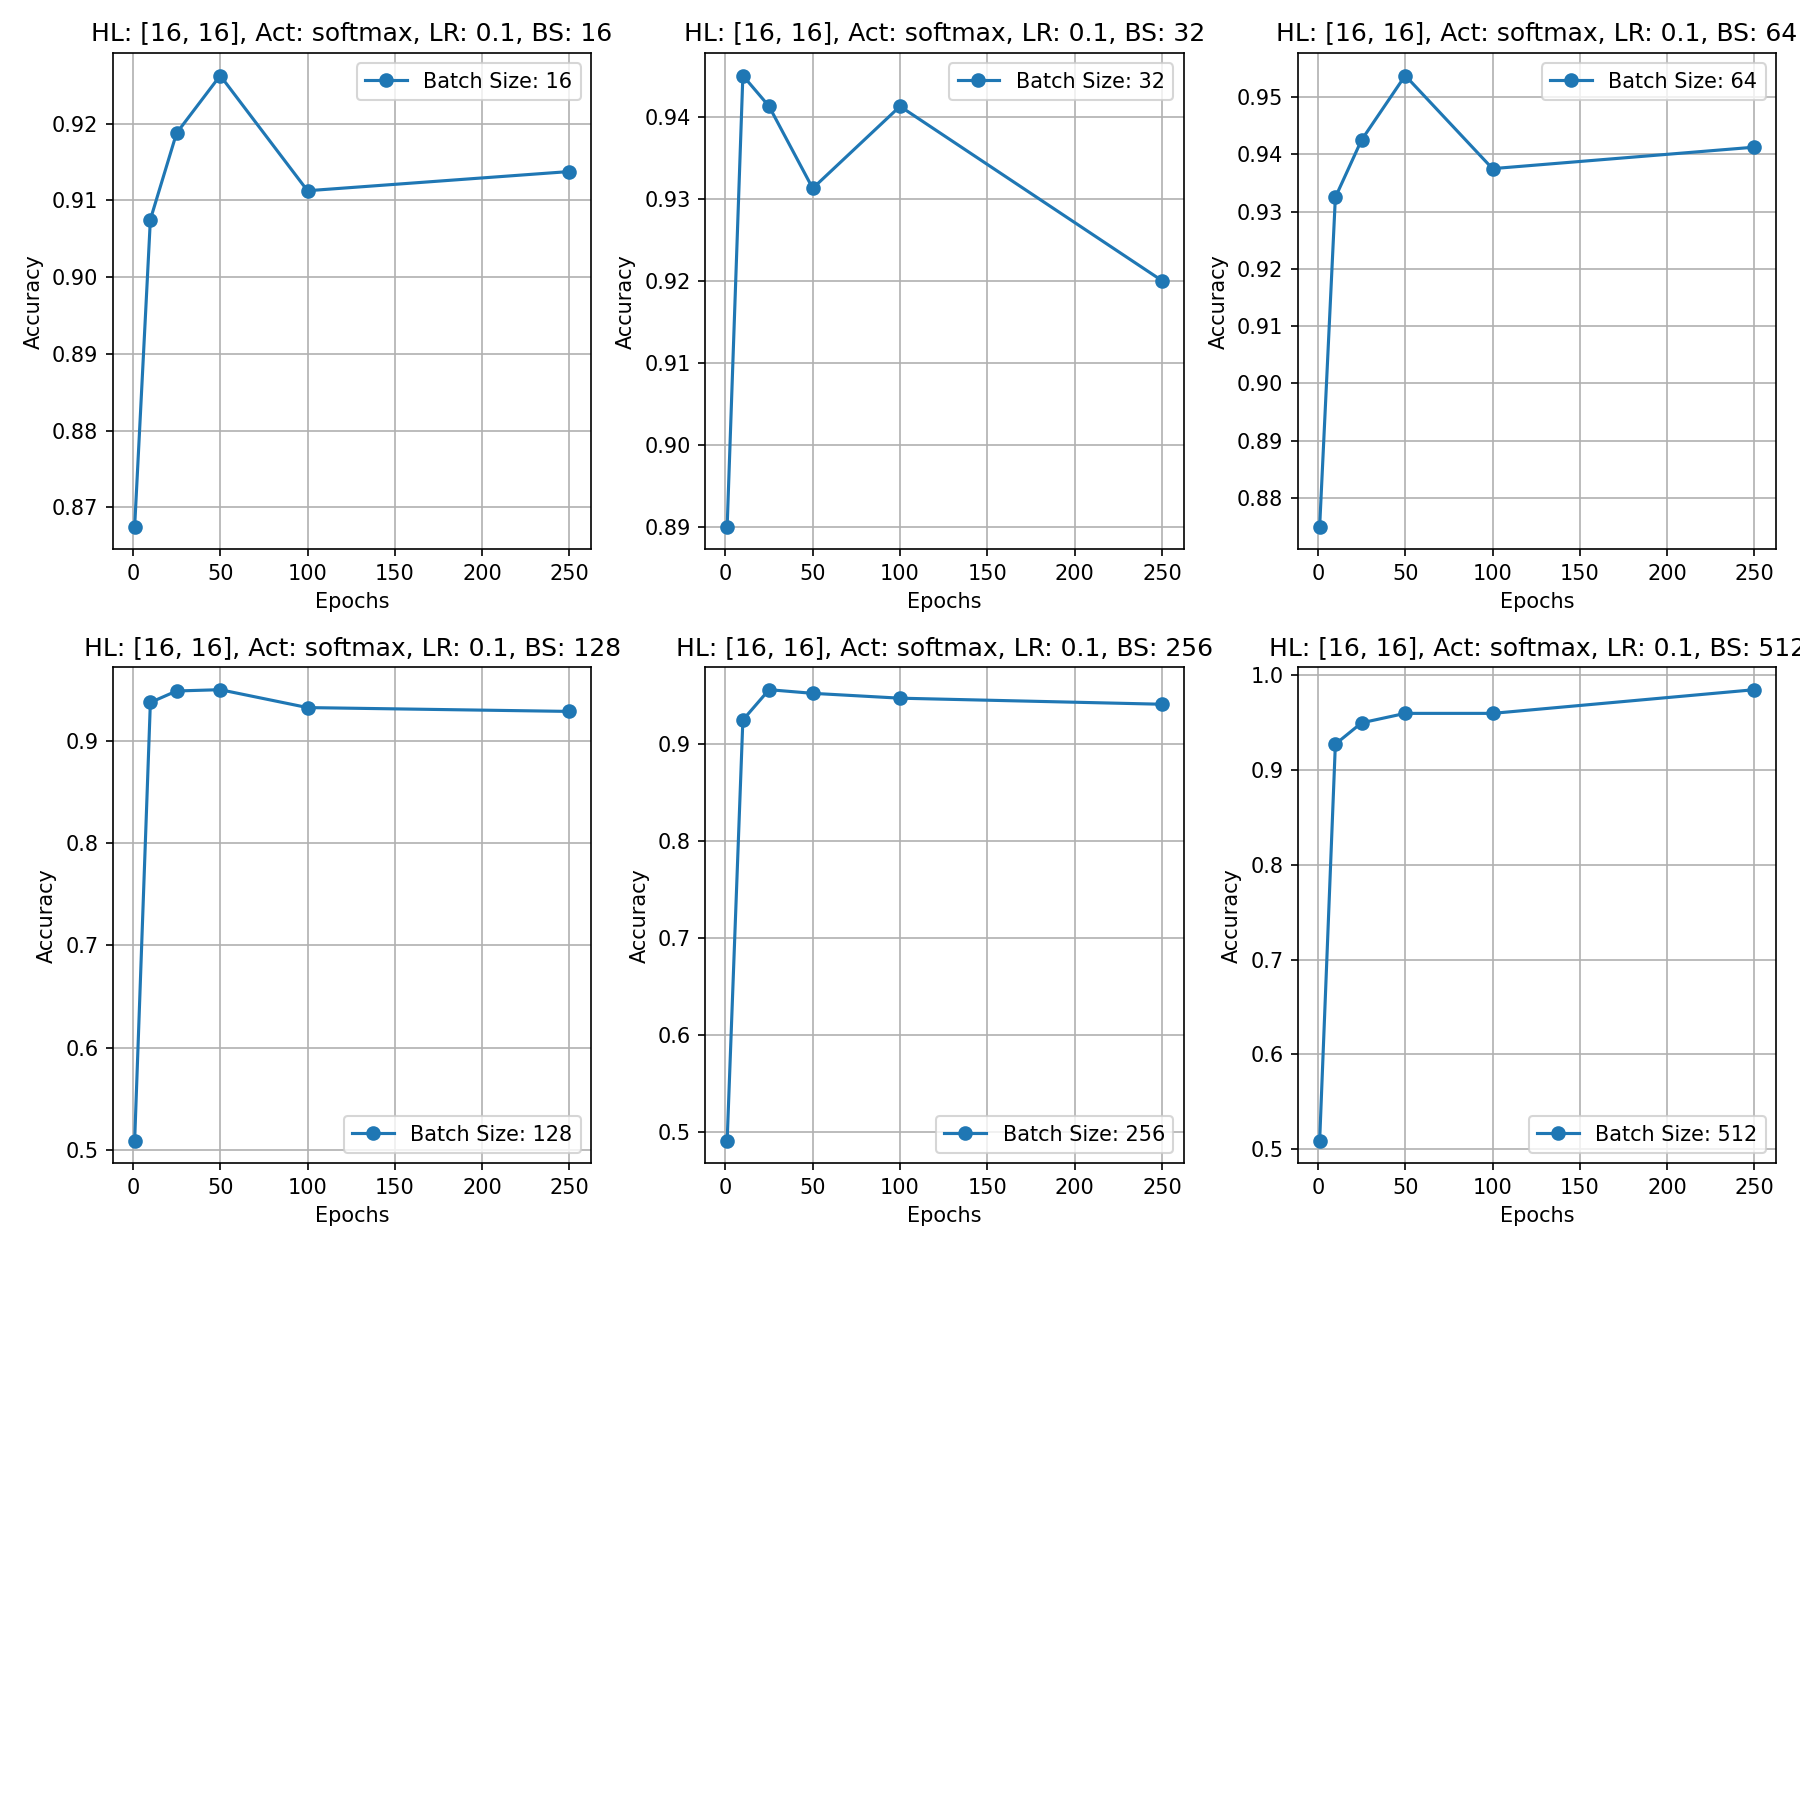 HL: [16, 16], Act: softmax, LR: 0.1, BS: 16
Batch Size: 16
Accuracy
0.92
0.91
0.90
0.89
0.88
0.87
0 50 100 150 200 250
Epochs
HL: [16, 16], Act: softmax, LR: 0.1, BS: 32
Batch Size: 32
Accuracy
0.94
0.93
0.92
0.91
0.90
0.89
0 50 100 150 200 250
Epochs
HL: [16, 16], Act: softmax, LR: 0.1, BS: 64
Batch Size: 64
Accuracy
0.95
0.94
0.93
0.92
0.91
0.90
0.89
0.88
0 50 100 150 200 250
Epochs
HL: [16, 16], Act: softmax, LR: 0.1, BS: 128
Accuracy
0.9
0.8
0.7
0.6
0.5
Batch Size: 128
0 50 100 150 200 250
Epochs
HL: [16, 16], Act: softmax, LR: 0.1, BS: 256
Accuracy
0.9
0.8
0.7
0.6
0.5
Batch Size: 256
0 50 100 150 200 250
Epochs
HL: [16, 16], Act: softmax, LR: 0.1, BS: 512
Accuracy
1.0
0.9
0.8
0.7
0.6
0.5
Batch Size: 512
0 50 100 150 200 250
Epochs